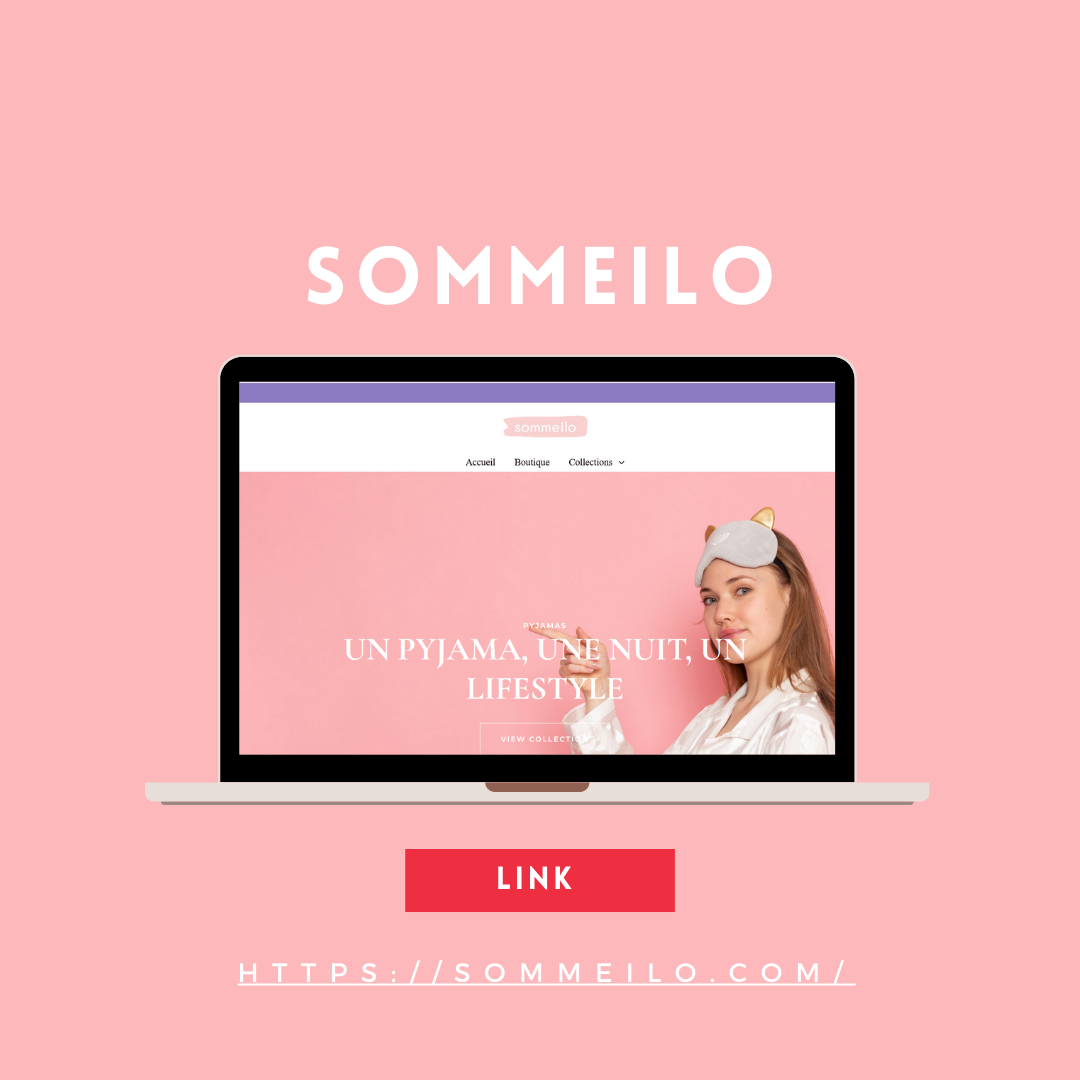 SOMMEILO
sommeilo
Accueil Boutique Collections
PYJAMAS
UN PYJAMA, UNE NUIT, UN
LIFESTYLE
VIEW COLLECTION
LINK
HTTPS://SOMMEILO.COM/